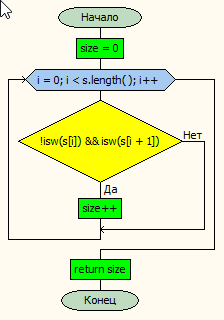 Начало
size = 0
i = 0; i < s.length( ); i++
!isw(s[i]) && isw(s[i + 1])
Нет
Да
size++
return size
Конец